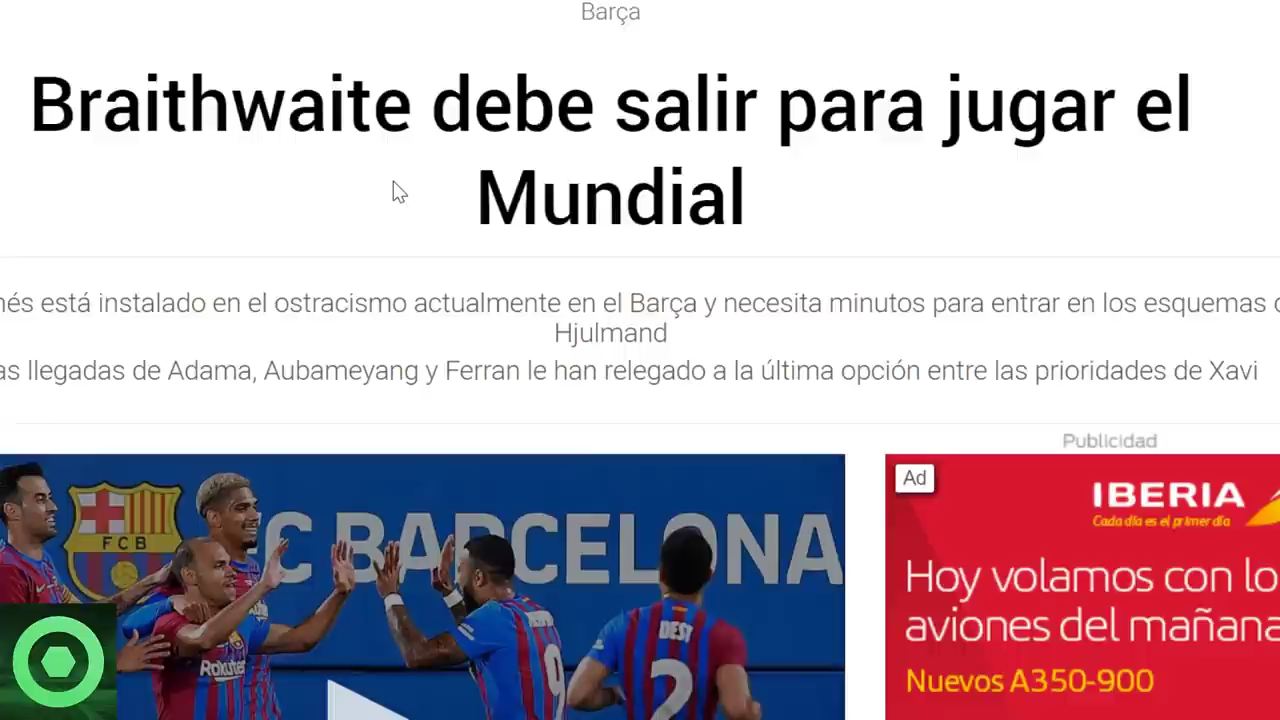 Barça
Braithwaite debe salir para jugar el
Mundial
nés está instalado en el ostracismo actualmente en el Barça y necesita minutos para entrar en los esquemas
Hjulmand
as llegadas de Adama, Aubameyang y Ferran le han relegado a la última opción entre las prioridades de Xavi
Publicidad
Ad
IBERIA
Cada día es el primer día
Hoy volamos con lo
aviones del mañana
Nuevos A350-900
FCB
C BARCELONA
Rakuten
9
DEST
2